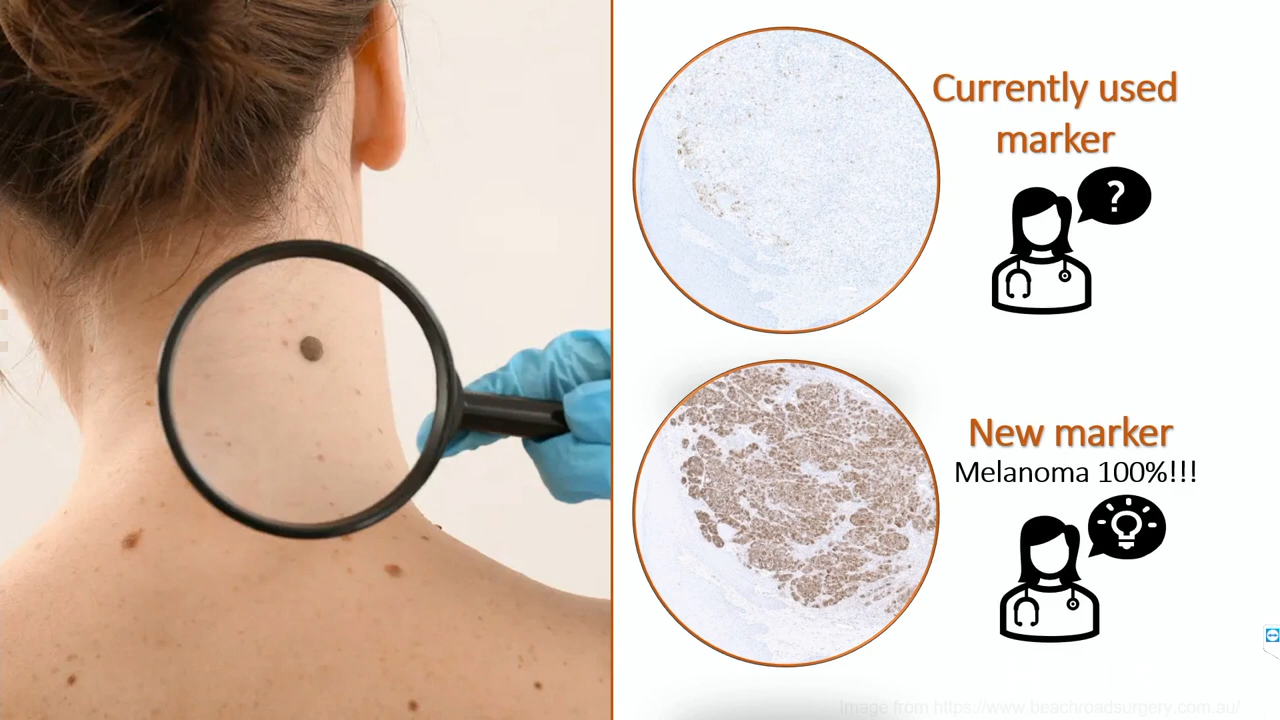 Currently used
marker
?
New marker
Melanoma 100%!!!
Image from https://www.beachroadsurgery.com.au/